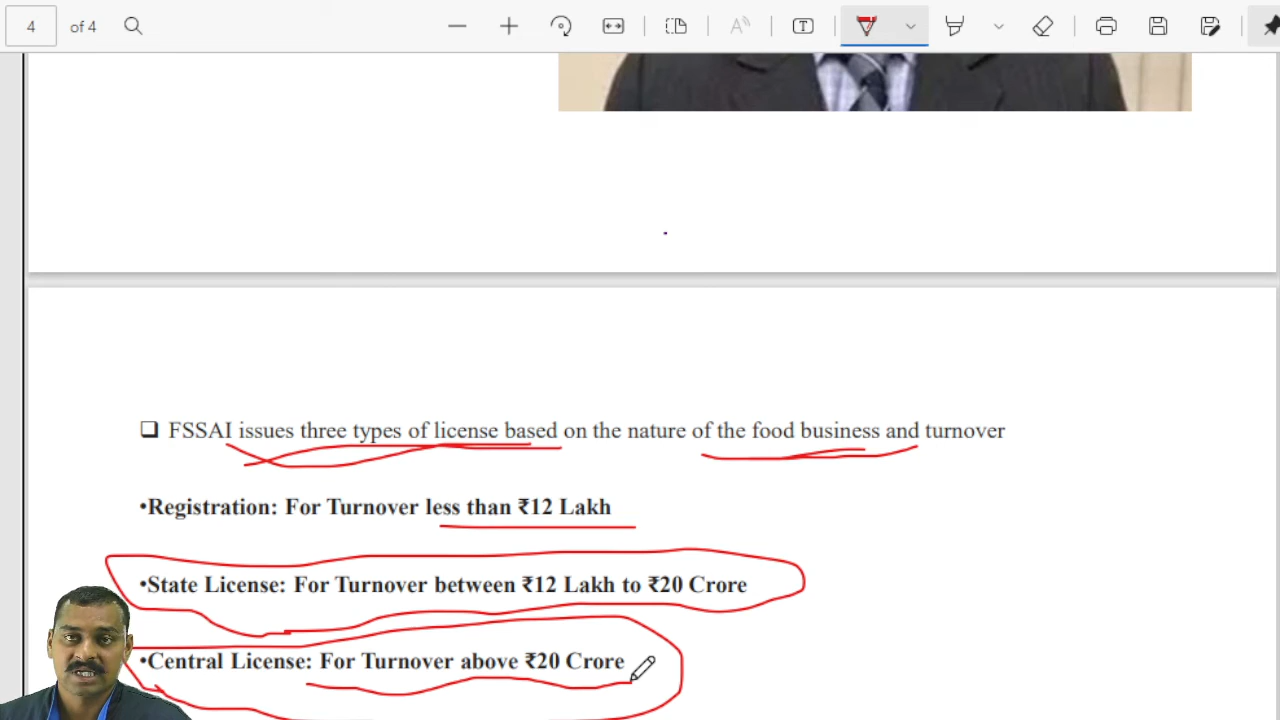 4 of 4
❑ FSSAI issues three types of license based on the nature of the food business and turnover
•Registration: For Turnover less than ₹12 Lakh
•State License: For Turnover between ₹12 Lakh to ₹20 Crore
•Central License: For Turnover above ₹20 Crore